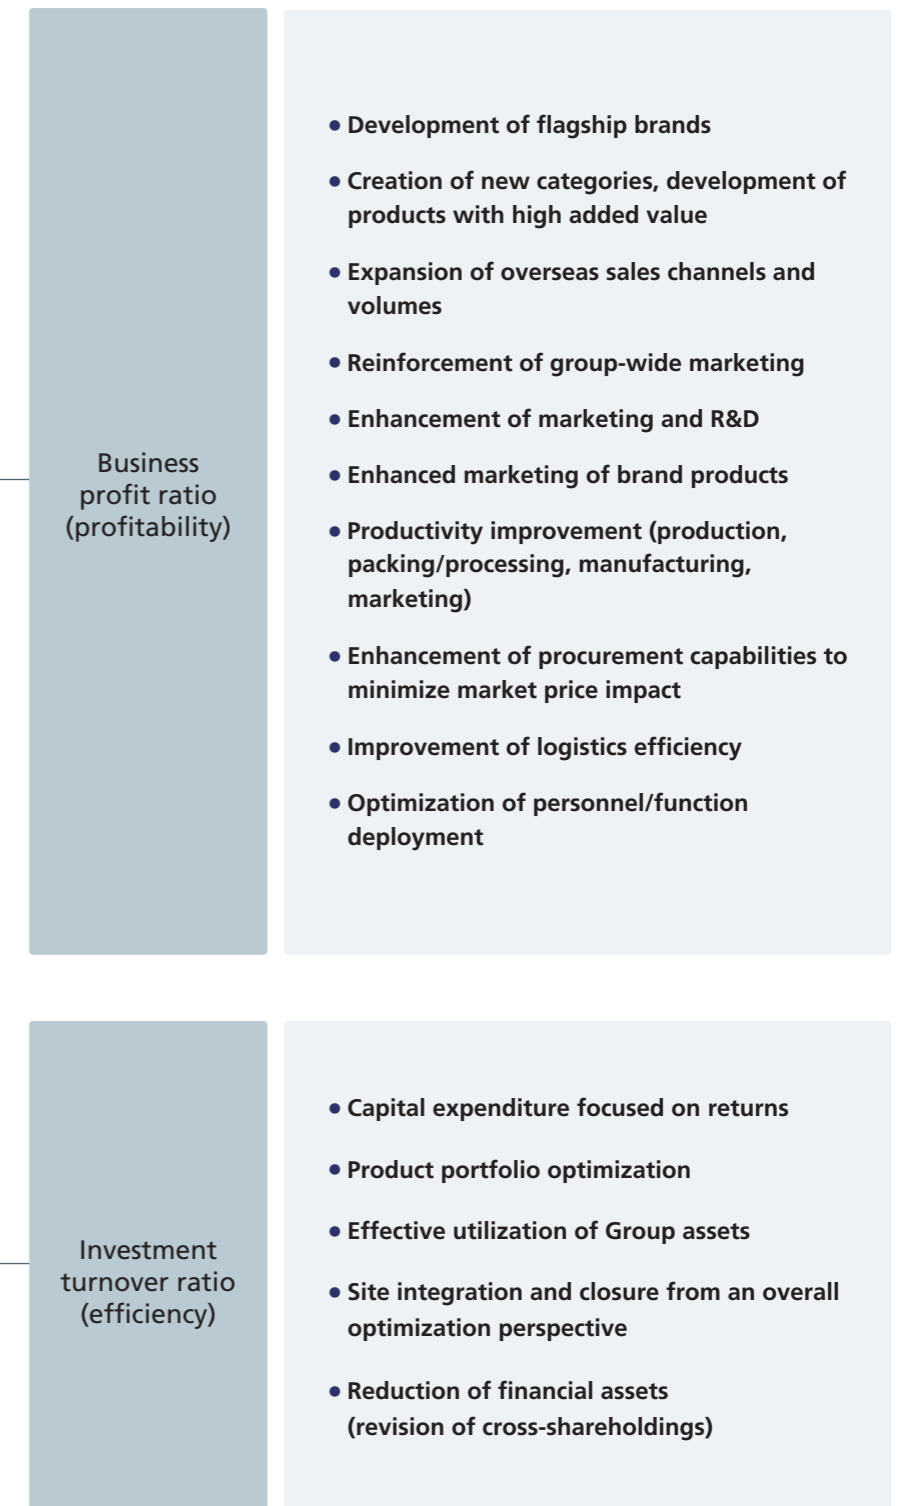 Business
profit ratio
(profitability)
• Development of flagship brands
• Creation of new categories, development of
products with high added value
• Expansion of overseas sales channels and
volumes
• Reinforcement of group-wide marketing
• Enhancement of marketing and R&D
• Enhanced marketing of brand products
• Productivity improvement (production,
packing/processing, manufacturing,
marketing)
• Enhancement of procurement capabilities to
minimize market price impact
• Improvement of logistics efficiency
• Optimization of personnel/function
deployment
Investment
turnover ratio
(efficiency)
• Capital expenditure focused on returns
• Product portfolio optimization
• Effective utilization of Group assets
• Site integration and closure from an overall
optimization perspective
• Reduction of financial assets
(revision of cross-shareholdings)